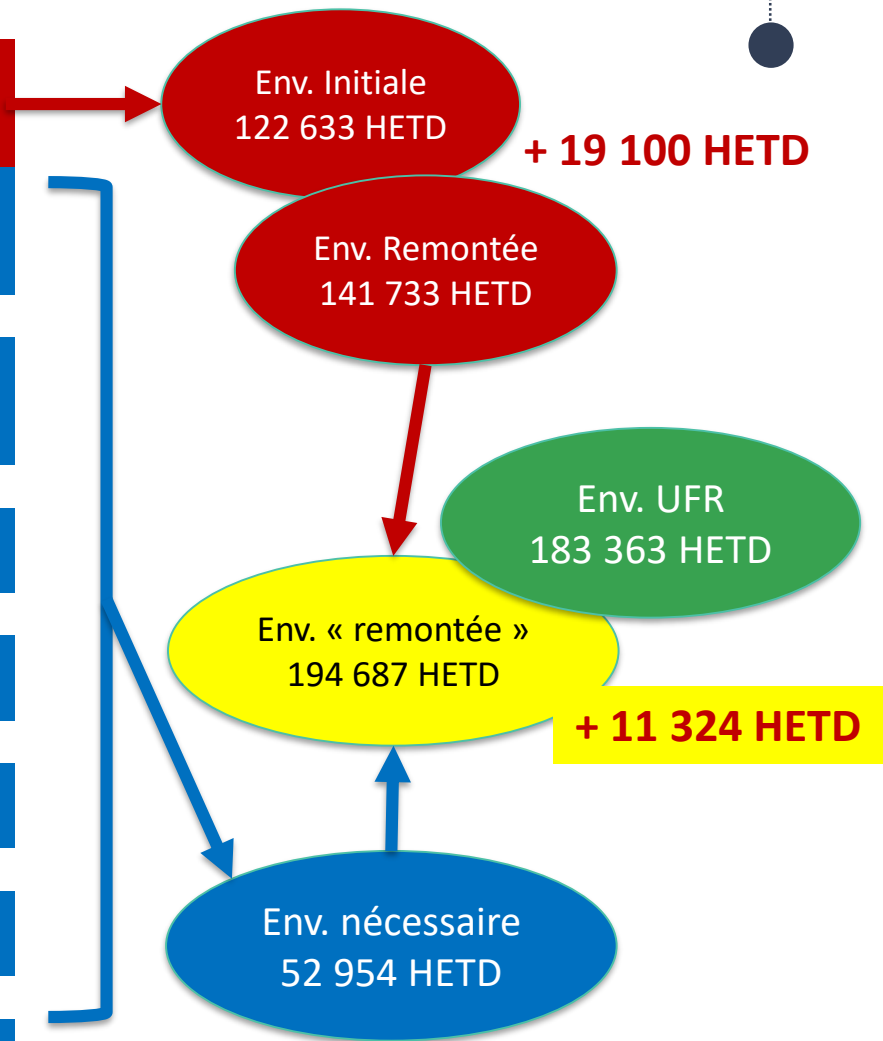 Env. Initiale
122 633 HETD
+ 19 100 HETD
Env. Remontée
141 733 HETD
Env. UFR
183 363 HETD
Env. « remontée »
194 687 HETD
+ 11 324 HETD
Env. nécessaire
52 954 HETD